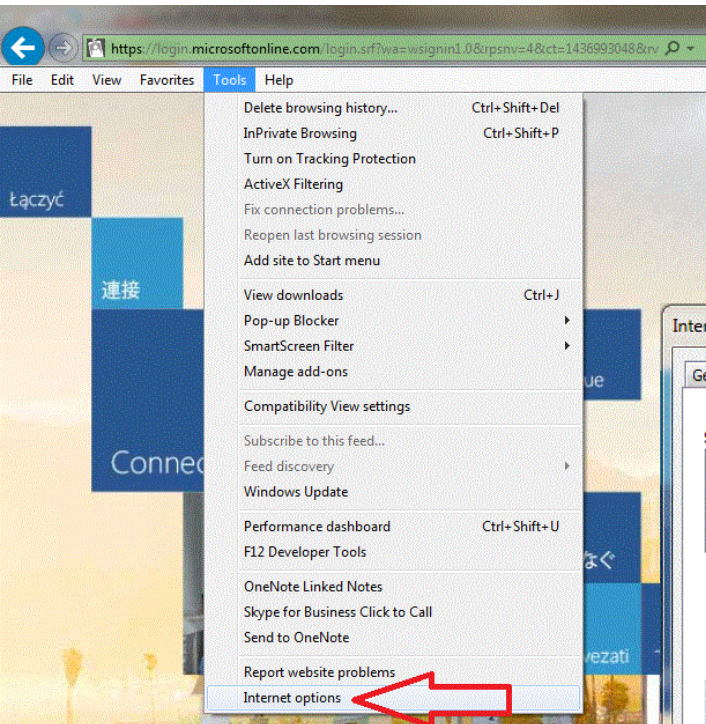 https://login.microsoftonline.com/login.srf?wa=wsignin1.0&rpsnv=4&ct=1436993048&rv
File Edit View Favorites Tools Help
Delete browsing history... Ctrl+Shift+Del
InPrivate Browsing Ctrl+Shift+P
Turn on Tracking Protection
ActiveX Filtering
Fix connection problems...
Reopen last browsing session
Add site to Start menu
View downloads Ctrl+J
Pop-up Blocker
SmartScreen Filter
Manage add-ons
Compatibility View settings
Subscribe to this feed...
Feed discovery
Windows Update
Performance dashboard Ctrl+Shift+U
F12 Developer Tools
OneNote Linked Notes
Skype for Business Click to Call
Send to OneNote
Report website problems
Internet options
Łączyć
連接
Connec
ue
なぐ
vezati
Inter
Ge